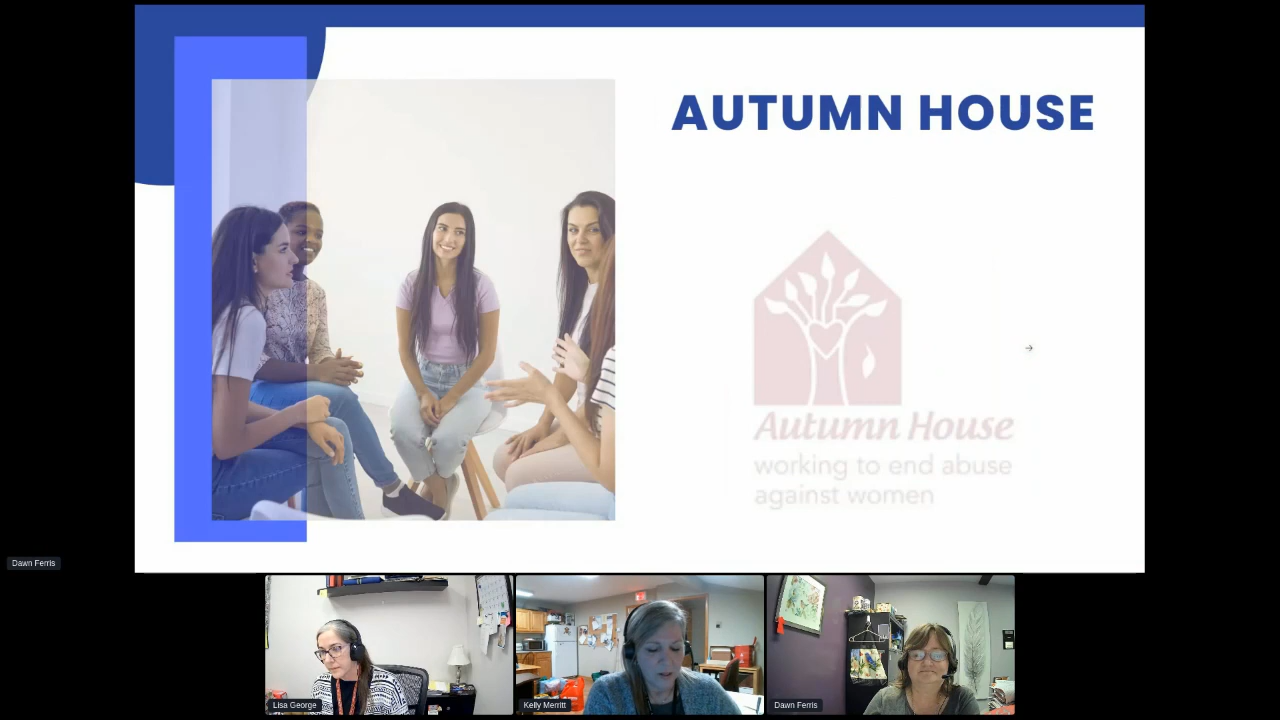 AUTUMN HOUSE
Autumn House
working to end abuse
against women
Dawn Ferris
Lisa George
Kelly Merritt
Dawn Ferris